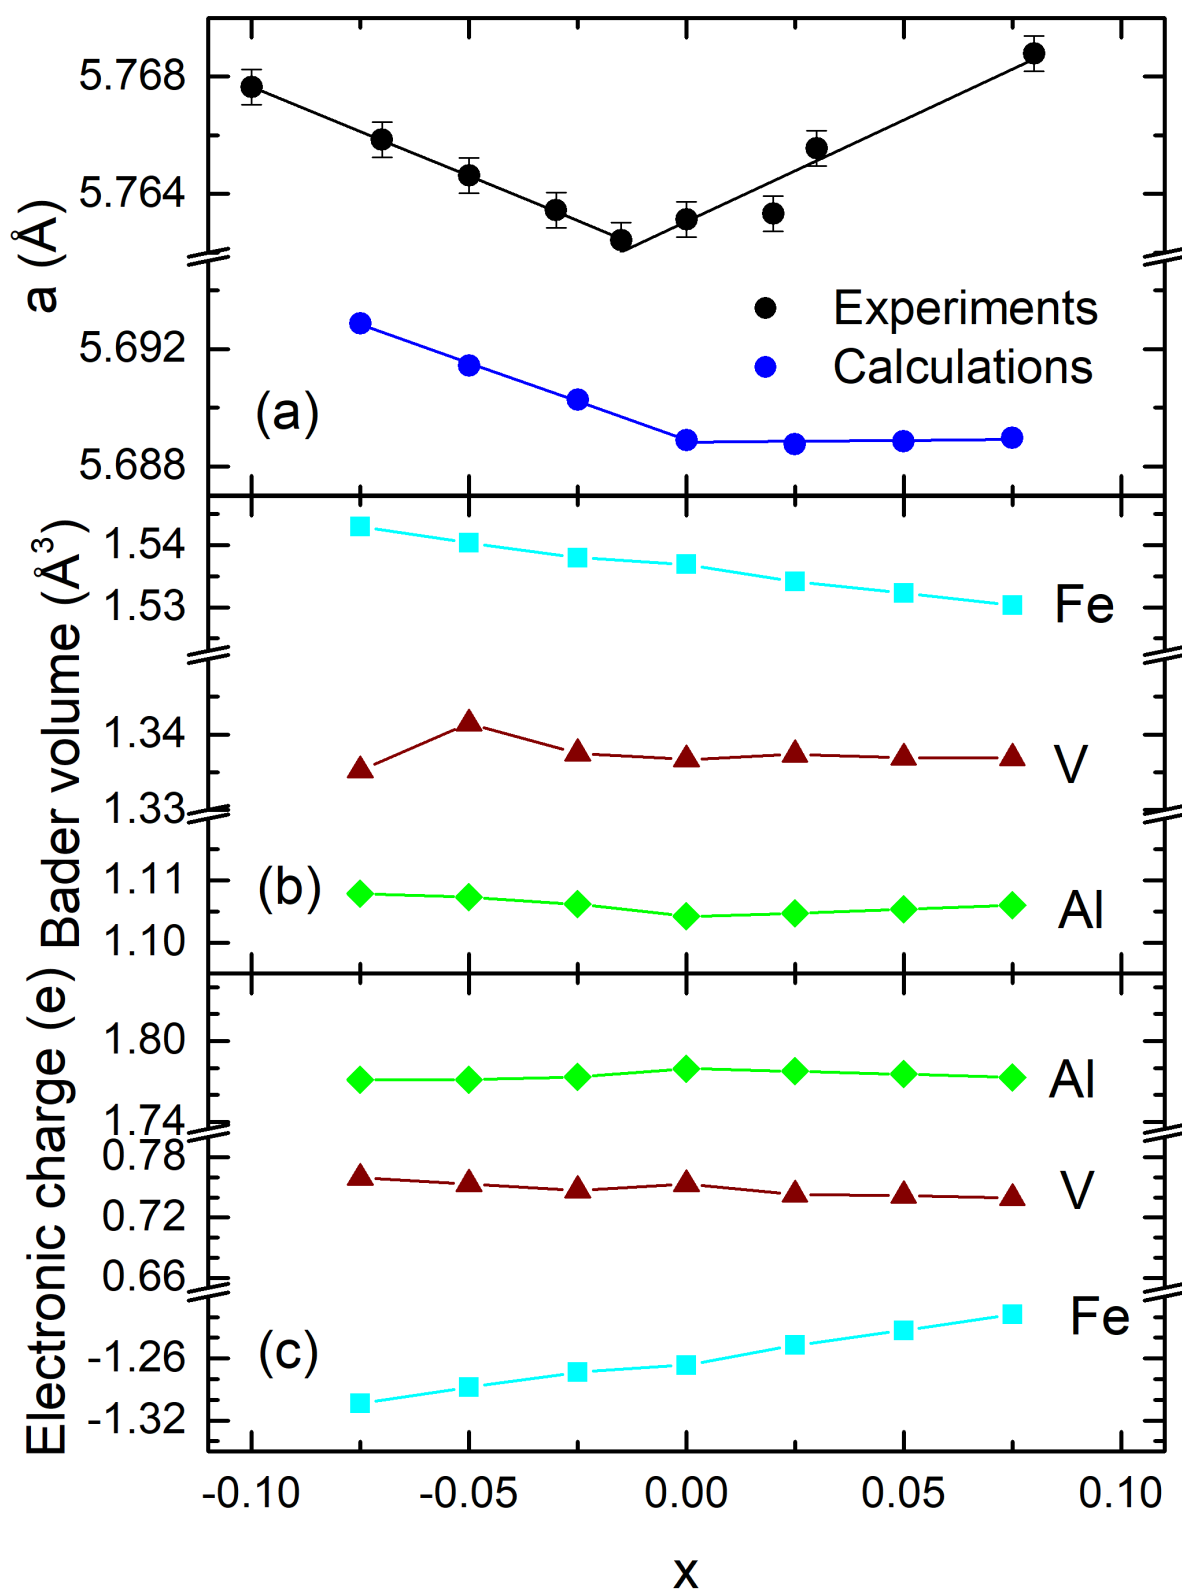 5.768
5.764
a (Å)
Experiments
5.692
Calculations
(a)
5.688
1.54
1.53
Fe
Bader volume (Å³)
1.34
V
1.33
1.11
(b)
Al
1.10
Electronic charge (e)
1.80
Al
1.74
0.78
V
0.72
0.66
Fe
-1.26
(c)
-1.32
-0.10 -0.05 0.00 0.05 0.10
x